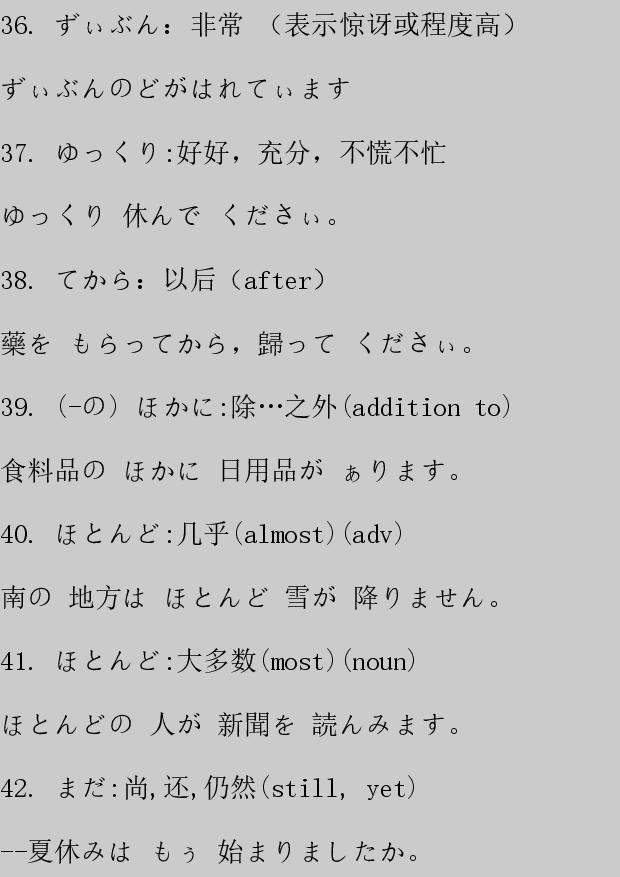 36. ずぃぶん：非常 （表示惊讶或程度高）
ずぃぶんのどがはれてぃます
37. ゆっくり:好好，充分，不慌不忙
ゆっくり 休んで くださぃ。
38. てから：以后（after）
藥を もらってから，歸って くださぃ。
39. (-の) ほかに:除…之外(addition to)
食料品の ほかに 日用品が ぁります。
40. ほとんど:几乎(almost)(adv)
南の 地方は ほとんど 雪が 降りません。
41. ほとんど:大多数(most)(noun)
ほとんどの 人が 新聞を 読んみます。
42. まだ:尚,还,仍然(still, yet)
--夏休みは もぅ 始まりましたか。